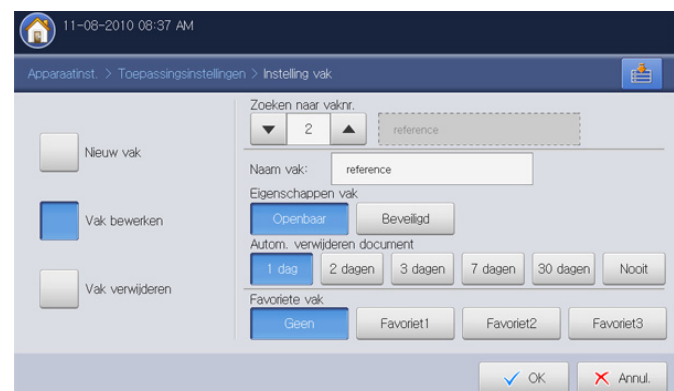 11-08-2010 08:37 AM
Apparaatinst. > Toepassingsinstellingen > Instelling vak
Zoeken naar vaknr.
2 reference
Nieuw vak
Naam vak: reference
Eigenschappen vak
Vak bewerken
Openbaar Beveiligd
Autom. verwijderen document
1 dag 2 dagen 3 dagen 7 dagen 30 dagen Nooit
Vak verwijderen
Favoriete vak
Geen Favoriet1 Favoriet2 Favoriet3
OK Annul.